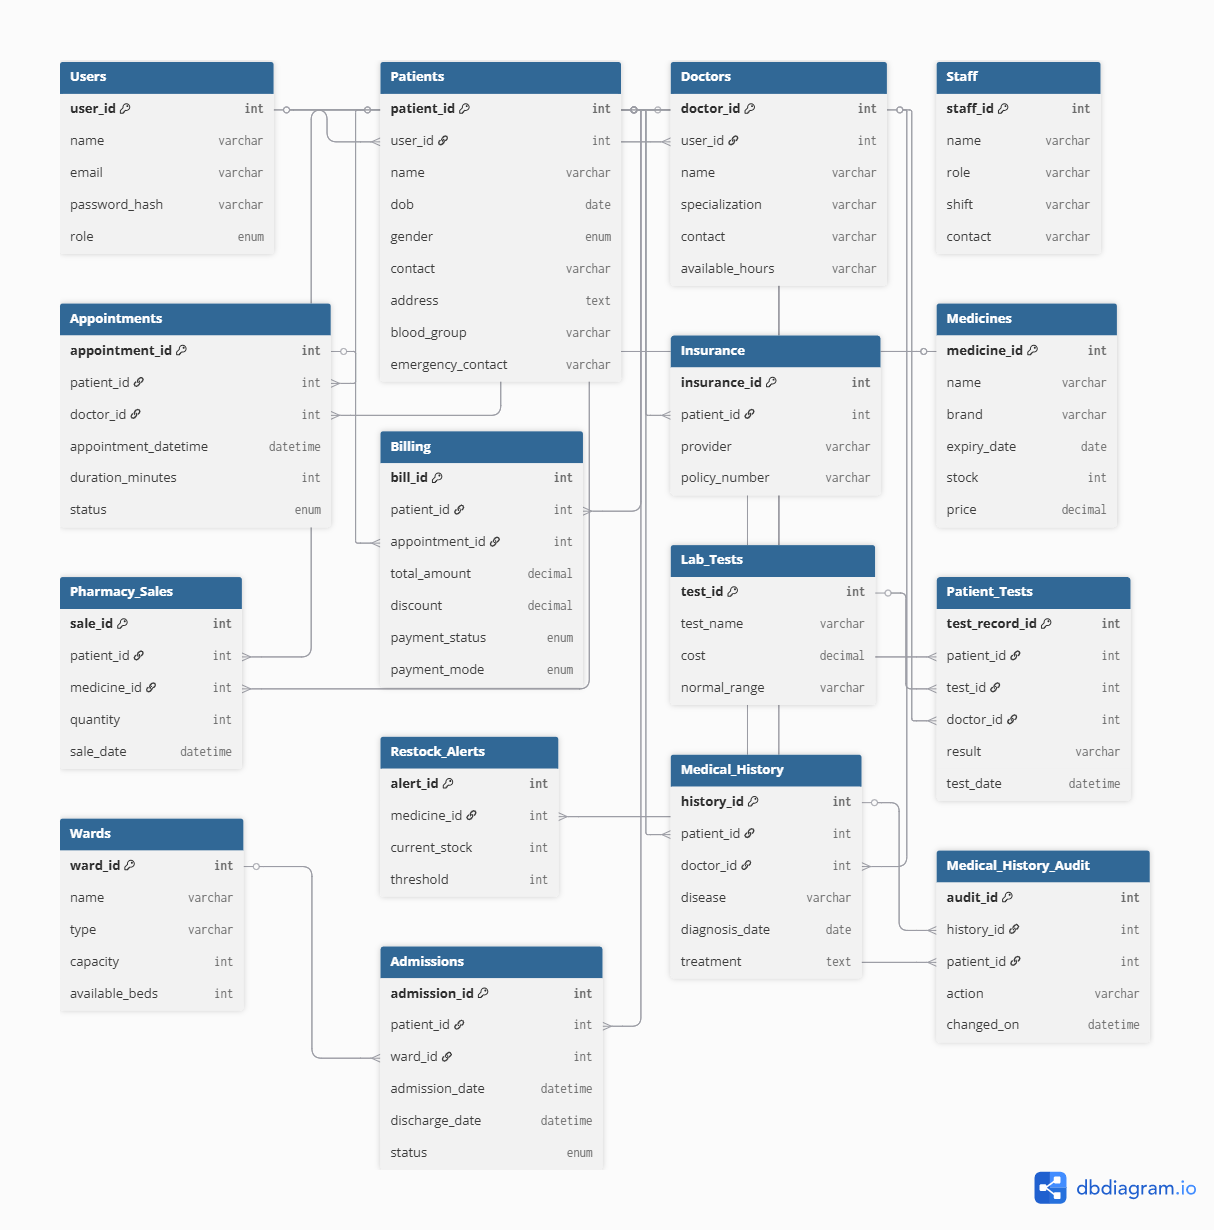 Users
user_id int
name varchar
email varchar
password_hash varchar
role enum
Patients
patient_id int
user_id int
name varchar
dob date
gender enum
contact varchar
address text
blood_group varchar
emergency_contact varchar
Doctors
doctor_id int
user_id int
name varchar
specialization varchar
contact varchar
available_hours varchar
Staff
staff_id int
name varchar
role varchar
shift varchar
contact varchar
Appointments
appointment_id int
patient_id int
doctor_id int
appointment_datetime datetime
duration_minutes int
status enum
Billing
bill_id int
patient_id int
appointment_id int
total_amount decimal
discount decimal
payment_status enum
payment_mode enum
Insurance
insurance_id int
patient_id int
provider varchar
policy_number varchar
Medicines
medicine_id int
name varchar
brand varchar
expiry_date date
stock int
price decimal
Pharmacy_Sales
sale_id int
patient_id int
medicine_id int
quantity int
sale_date datetime
Restock_Alerts
alert_id int
medicine_id int
current_stock int
threshold int
Lab_Tests
test_id int
test_name varchar
cost decimal
normal_range varchar
Patient_Tests
test_record_id int
patient_id int
test_id int
doctor_id int
result varchar
test_date datetime
Wards
ward_id int
name varchar
type varchar
capacity int
available_beds int
Admissions
admission_id int
patient_id int
ward_id int
admission_date datetime
discharge_date datetime
status enum
Medical_History
history_id int
patient_id int
doctor_id int
disease varchar
diagnosis_date date
treatment text
Medical_History_Audit
audit_id int
history_id int
patient_id int
action varchar
changed_on datetime
dbdiagram.io